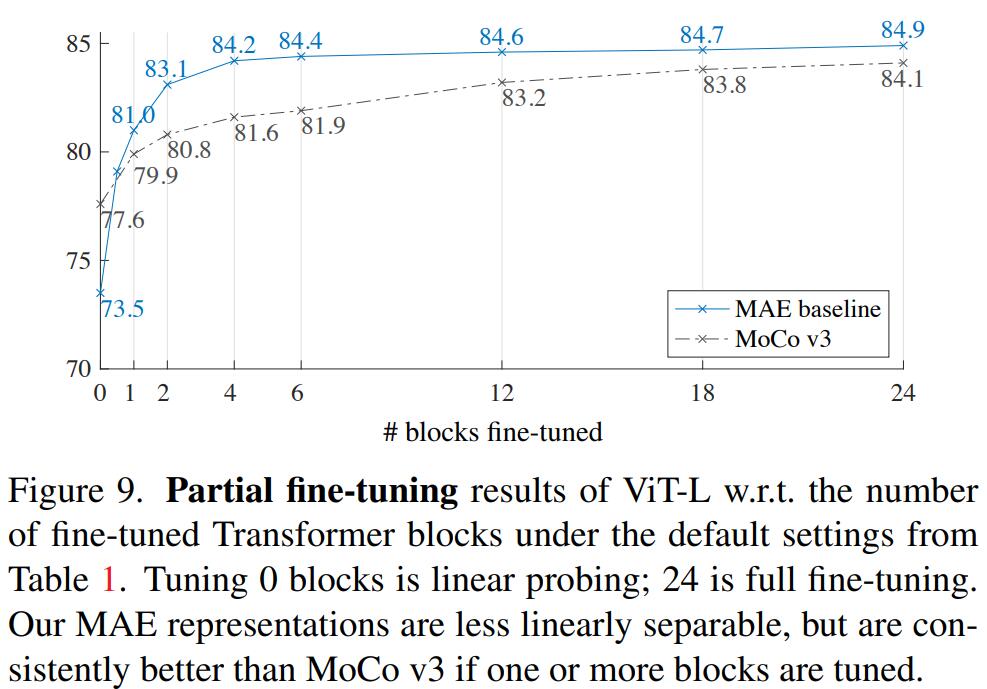 85
80
75
70
84.2
84.4
84.6
84.7
84.9
83.1
81.0
83.2
83.8
84.1
81.6
81.9
80.8
79.9
77.6
73.5
MAE baseline
MoCo v3
0 1 2 4 6 12 18 24
# blocks fine-tuned
Figure 9. Partial fine-tuning results of ViT-L w.r.t. the number
of fine-tuned Transformer blocks under the default settings from
Table 1. Tuning 0 blocks is linear probing; 24 is full fine-tuning.
Our MAE representations are less linearly separable, but are con-
sistently better than MoCo v3 if one or more blocks are tuned.